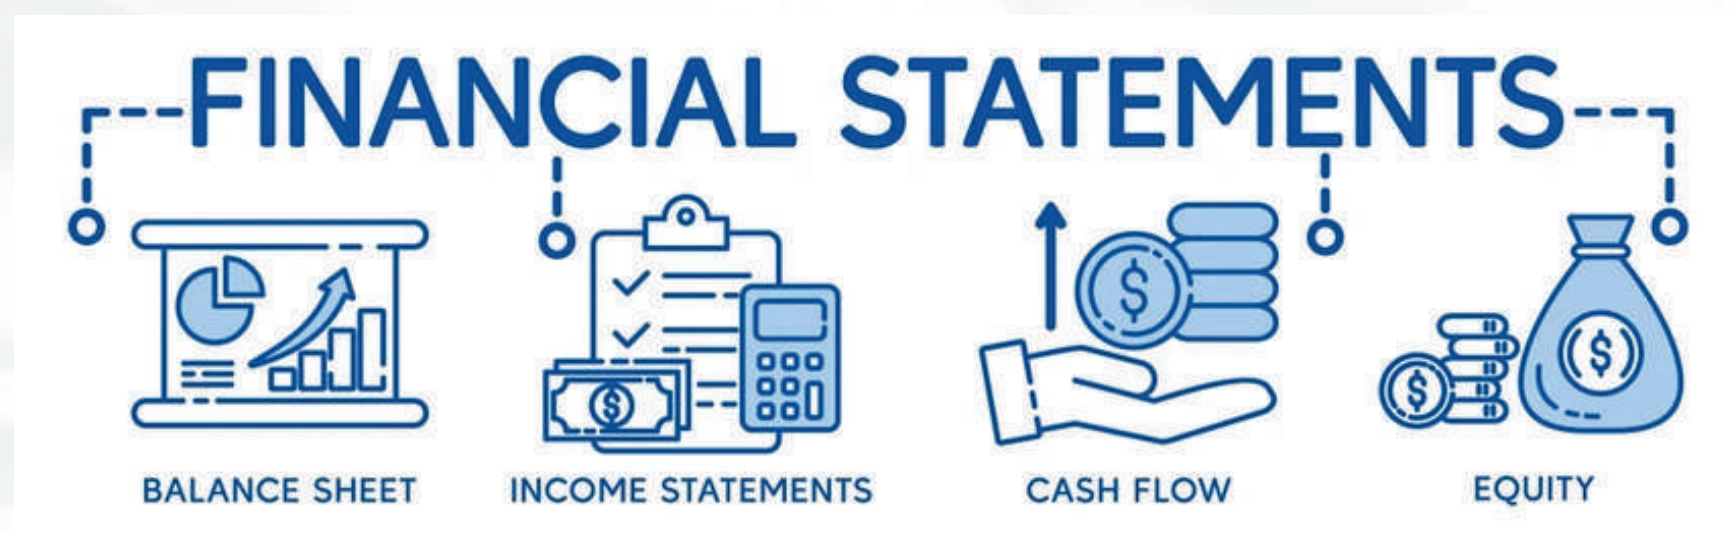 FINANCIAL STATEMENTS
$
$
$
$
BALANCE SHEET
INCOME STATEMENTS
CASH FLOW
EQUITY